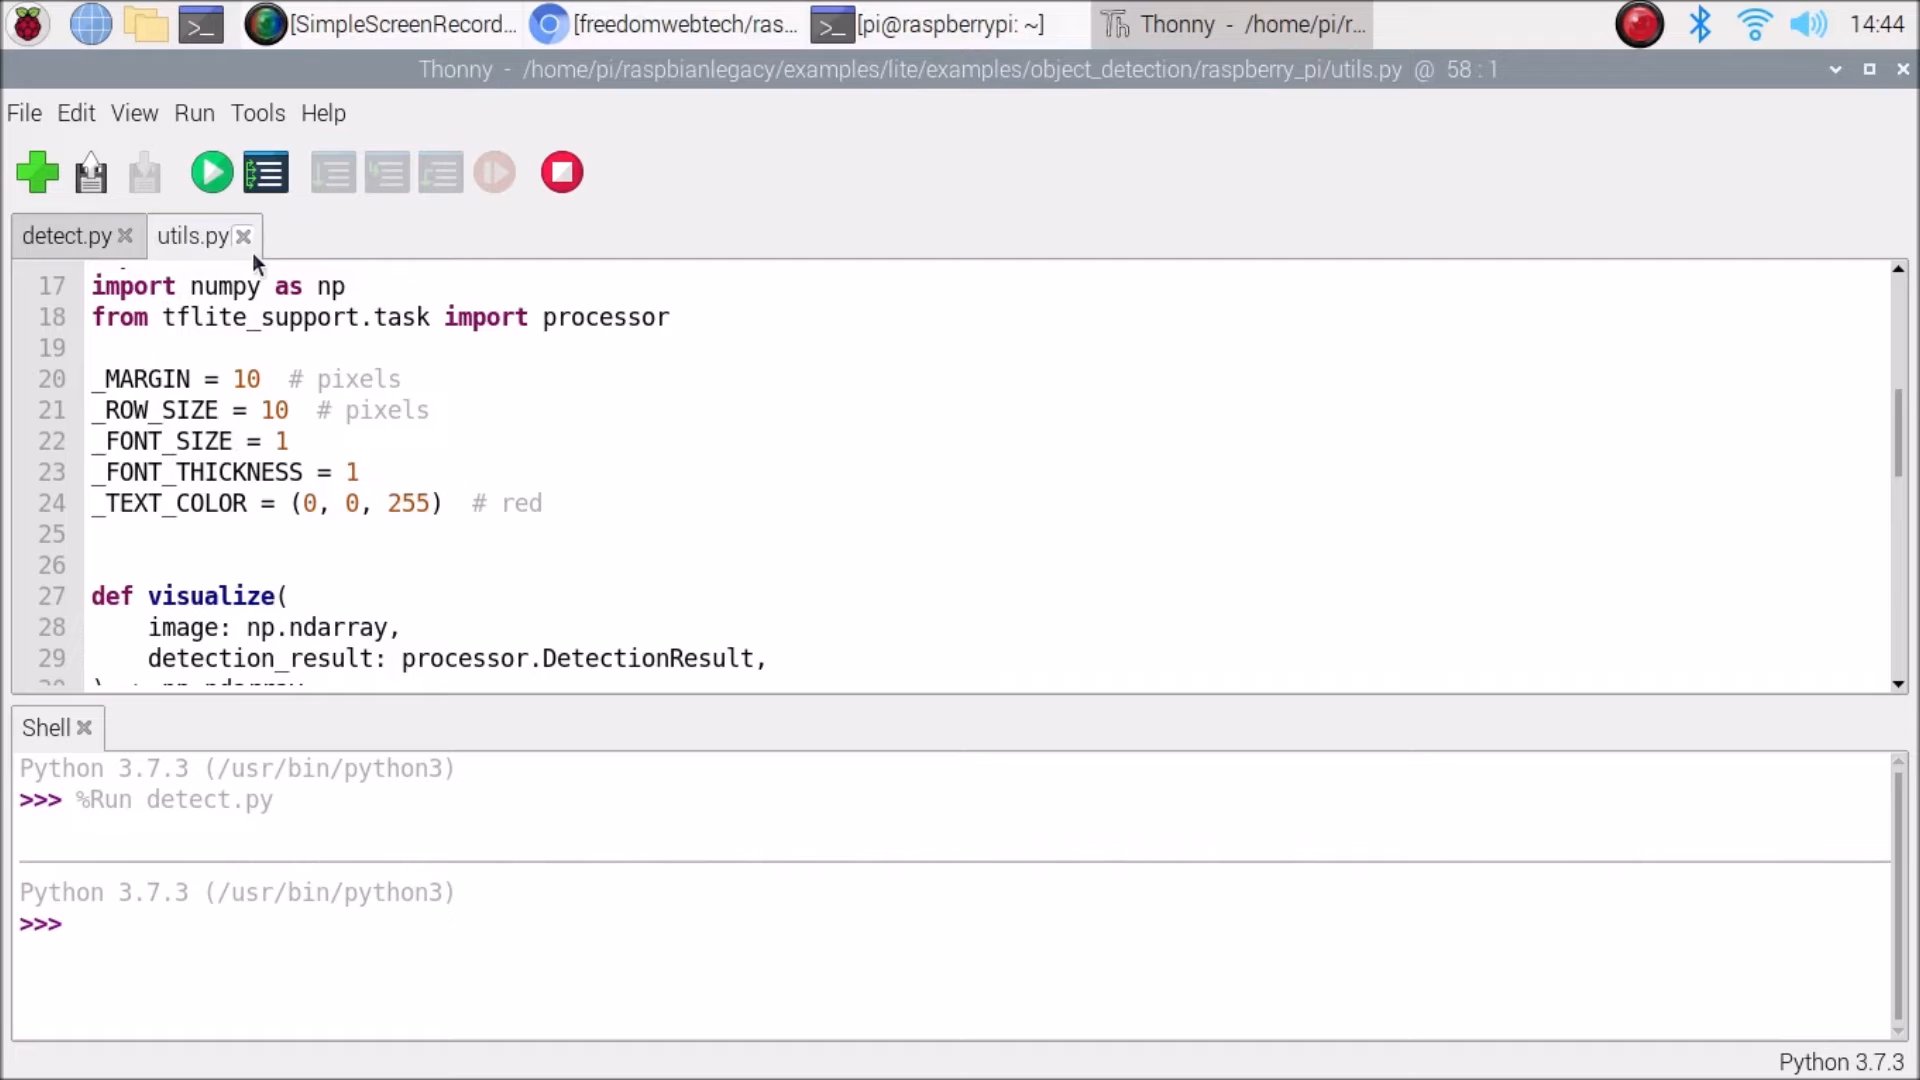 [SimpleScreenRecord... [freedomwebtech/ras... [pi@raspberrypi: ~] Thonny - /home/pi/r... 14:44
Thonny - /home/pi/raspbianlegacy/examples/lite/examples/object_detection/raspberry_pi/utils.py @ 58 : 1
File Edit View Run Tools Help
detect.py utils.py
17 import numpy as np
18 from tflite_support.task import processor
19
20 _MARGIN = 10 # pixels
21 _ROW_SIZE = 10 # pixels
22 _FONT_SIZE = 1
23 _FONT_THICKNESS = 1
24 _TEXT_COLOR = (0, 0, 255) # red
25
26
27 def visualize(
28 image: np.ndarray,
29 detection_result: processor.DetectionResult,
Shell
Python 3.7.3 (/usr/bin/python3)
>>> %Run detect.py
Python 3.7.3 (/usr/bin/python3)
>>>
Python 3.7.3